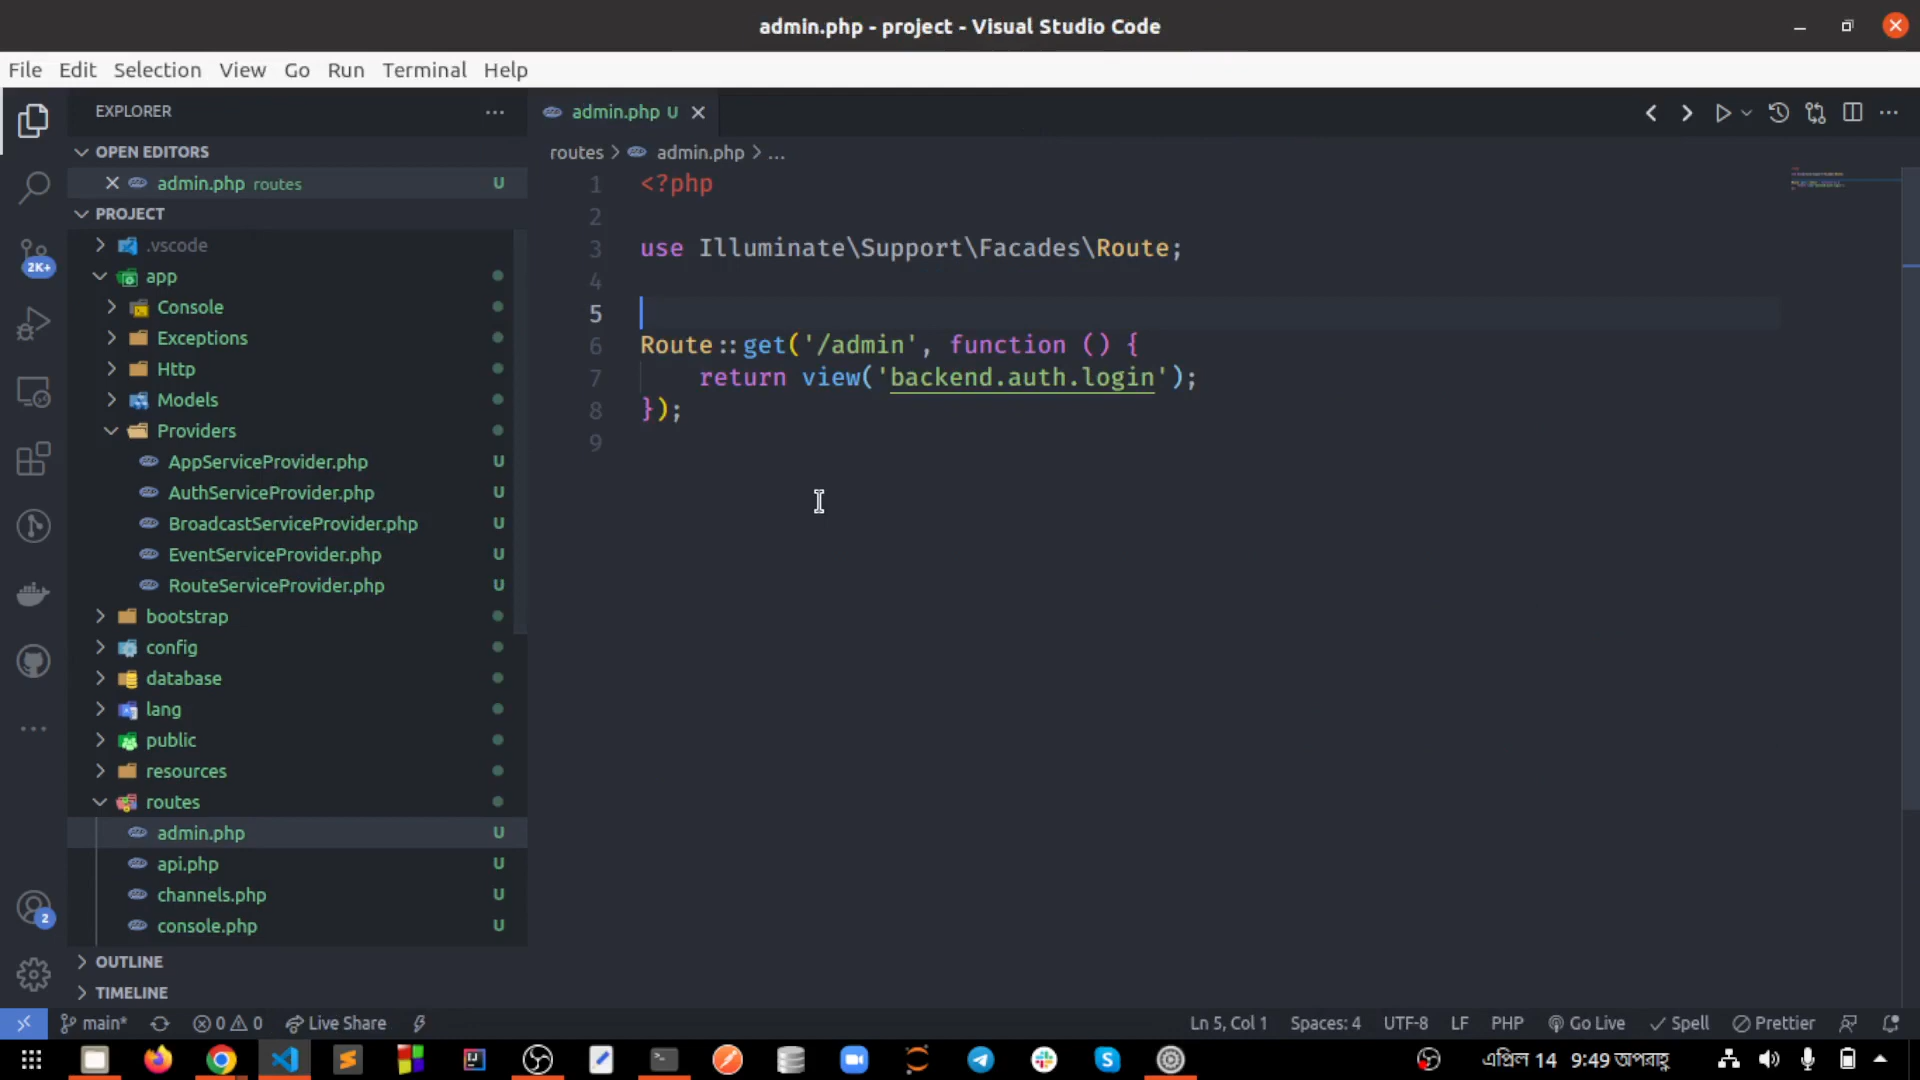 admin.php - project - Visual Studio Code
File Edit Selection View Go Run Terminal Help
EXPLORER
admin.php U
OPEN EDITORS
admin.php routes U
PROJECT
.vscode
app
Console
Exceptions
Http
Models
Providers
AppServiceProvider.php U
AuthServiceProvider.php U
BroadcastServiceProvider.php U
EventServiceProvider.php U
RouteServiceProvider.php U
bootstrap
config
database
lang
public
resources
routes
admin.php U
api.php U
channels.php U
console.php U
OUTLINE
TIMELINE
2K+
2
routes > admin.php > ...
1 <?php
2
3 use Illuminate\Support\Facades\Route;
4
5
6 Route::get('/admin', function () {
7 return view('backend.auth.login');
8 });
9
main* 0 0 Live Share Ln 5, Col 1 Spaces: 4 UTF-8 LF PHP Go Live Spell Prettier
এপ্রিল 14 9:49 অপরাহ্ণ